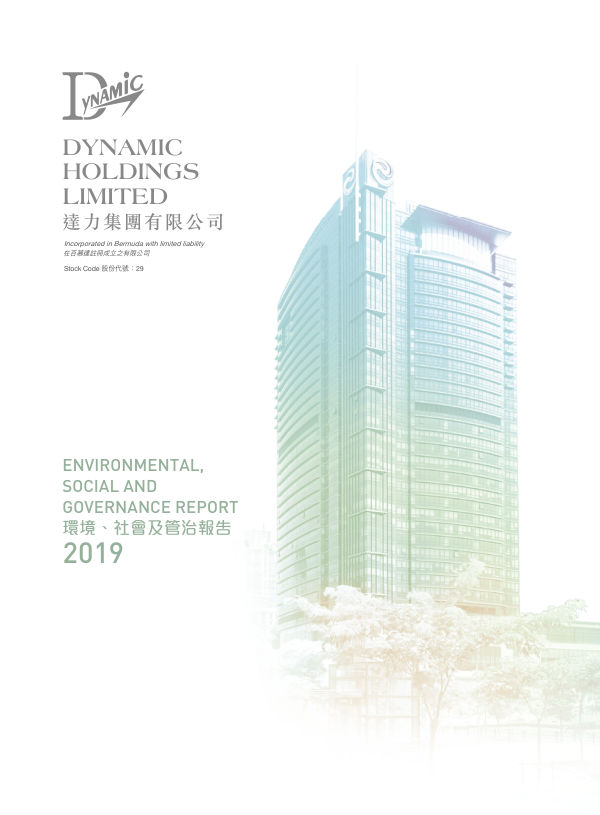 DYNAMIC
DYNAMIC
HOLDINGS
LIMITED
達力集團有限公司
Incorporated in Bermuda with limited liability
在百慕達註冊成立之有限公司
Stock Code 股份代號：29
ENVIRONMENTAL,
SOCIAL AND
GOVERNANCE REPORT
環境、社會及管治報告
2019